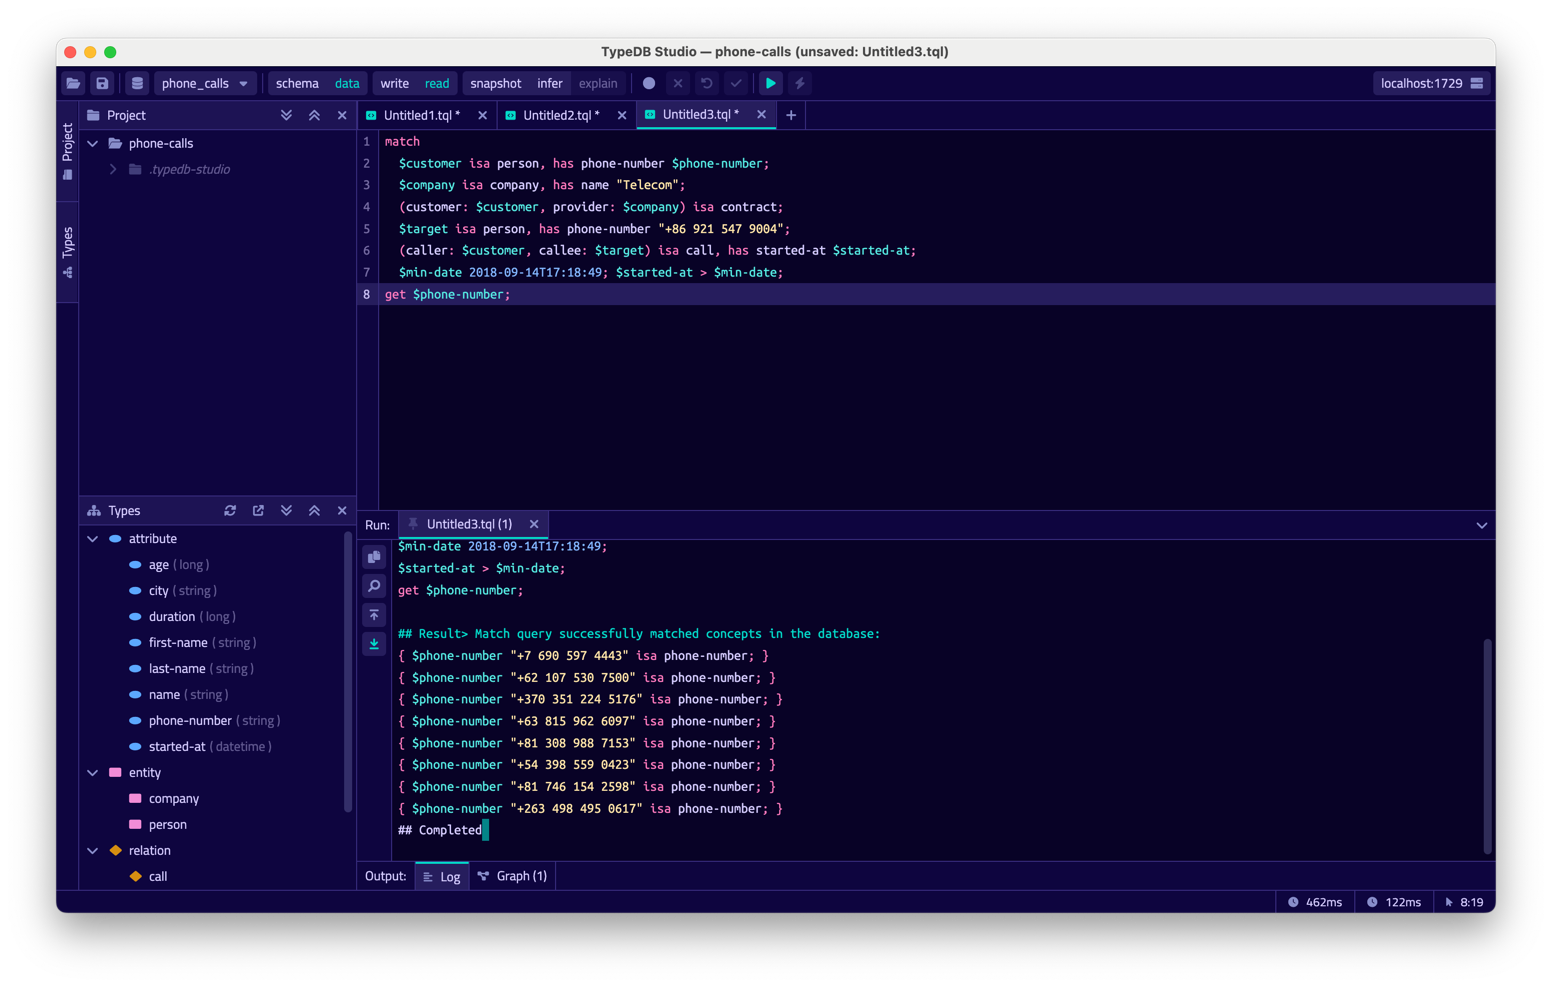 TypeDB Studio — phone-calls (unsaved: Untitled3.tql)
phone_calls schema data write read snapshot infer explain localhost:1729
Project
Types
Project
phone-calls
.typedb-studio
Untitled1.tql *
Untitled2.tql *
Untitled3.tql *
1 match
2 $customer isa person, has phone-number $phone-number;
3 $company isa company, has name "Telecom";
4 (customer: $customer, provider: $company) isa contract;
5 $target isa person, has phone-number "+86 921 547 9004";
6 (caller: $customer, callee: $target) isa call, has started-at $started-at;
7 $min-date 2018-09-14T17:18:49; $started-at > $min-date;
8 get $phone-number;
Types
attribute
age (long)
city (string)
duration (long)
first-name (string)
last-name (string)
name (string)
phone-number (string)
started-at (datetime)
entity
company
person
relation
call
Run: Untitled3.tql (1)
$min-date 2018-09-14T17:18:49;
$started-at > $min-date;
get $phone-number;
## Result> Match query successfully matched concepts in the database:
{ $phone-number "+7 690 597 4443" isa phone-number; }
{ $phone-number "+62 107 530 7500" isa phone-number; }
{ $phone-number "+370 351 224 5176" isa phone-number; }
{ $phone-number "+63 815 962 6097" isa phone-number; }
{ $phone-number "+81 308 988 7153" isa phone-number; }
{ $phone-number "+54 398 559 0423" isa phone-number; }
{ $phone-number "+81 746 154 2598" isa phone-number; }
{ $phone-number "+263 498 495 0617" isa phone-number; }
## Completed
Output: Log Graph (1)
462ms 122ms 8:19